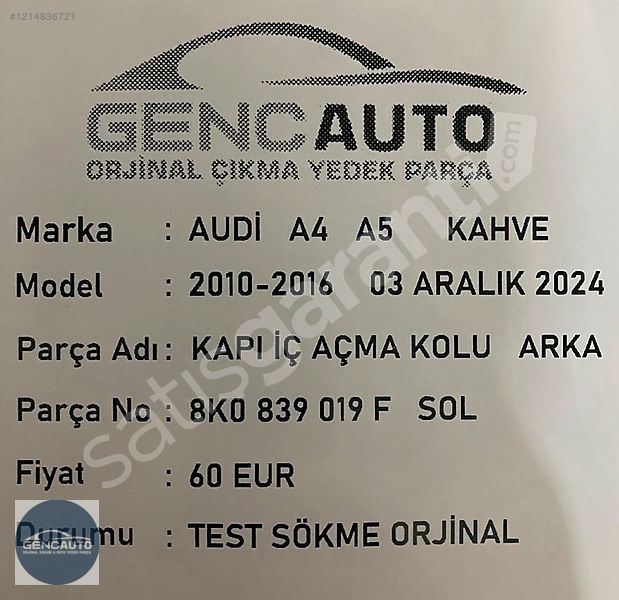 #1214836721
GENCAUTO
ORJİNAL ÇIKMA YEDEK PARÇA
satisgaranti.com
Marka : AUDİ A4 A5 KAHVE
Model : 2010-2016 03 ARALIK 2024
Parça Adı : KAPI İÇ AÇMA KOLU ARKA
Parça No : 8K0 839 019 F SOL
Fiyat : 60 EUR
Durumu : TEST SÖKME ORJİNAL
GENCAUTO